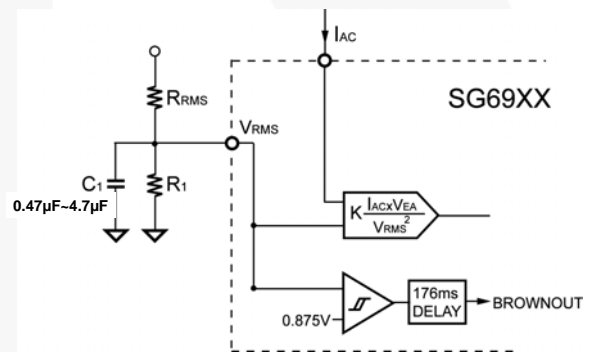 IAC
SG69XX
RRMS
VRMS
C1
R1
0.47µF~4.7µF
K IACxVEA
VRMS2
0.875V
176ms
DELAY
BROWNOUT